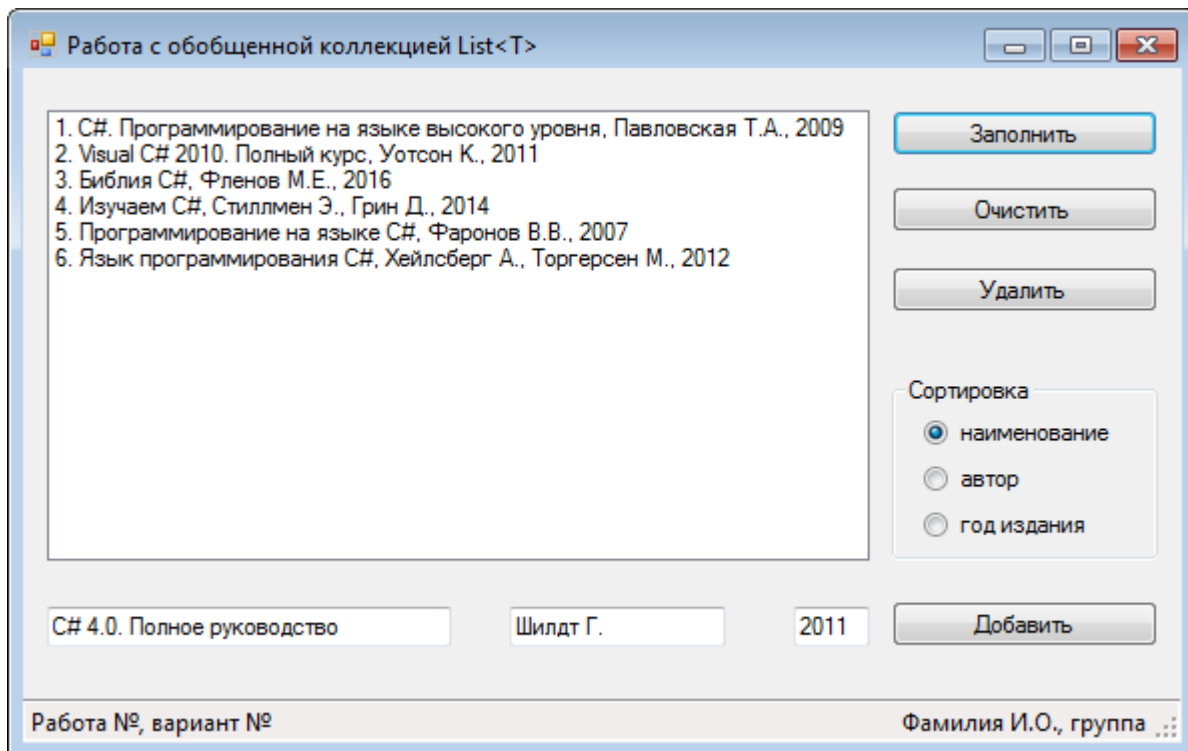 Работа с обобщенной коллекцией List<T>
1. C#. Программирование на языке высокого уровня, Павловская Т.А., 2009
2. Visual C# 2010. Полный курс, Уотсон К., 2011
3. Библия C#, Фленов М.Е., 2016
4. Изучаем C#, Стиллмен Э., Грин Д., 2014
5. Программирование на языке C#, Фаронов В.В., 2007
6. Язык программирования C#, Хейлсберг А., Торгерсен М., 2012
Заполнить
Очистить
Удалить
Сортировка
наименование
автор
год издания
C# 4.0. Полное руководство
Шилдт Г.
2011
Добавить
Работа №, вариант №
Фамилия И.О., группа